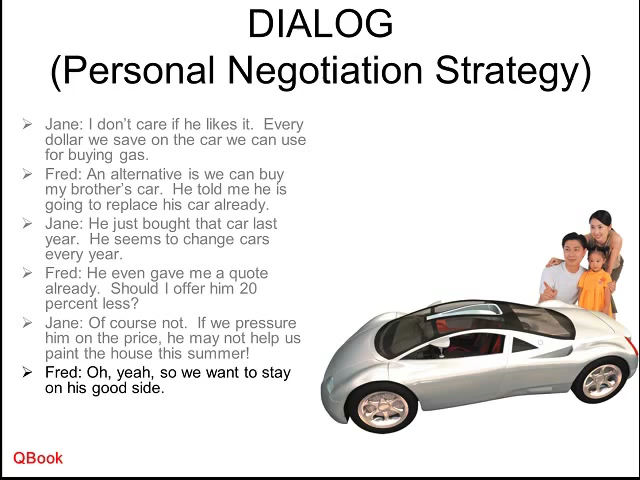 DIALOG
(Personal Negotiation Strategy)
Jane: I don't care if he likes it.  Every
dollar we save on the car we can use
for buying gas.
Fred: An alternative is we can buy
my brother's car.  He told me he is
going to replace his car already.
Jane: He just bought that car last
year.  He seems to change cars
every year.
Fred: He even gave me a quote
already.  Should I offer him 20
percent less?
Jane: Of course not.  If we pressure
him on the price, he may not help us
paint the house this summer!
Fred: Oh, yeah, so we want to stay
on his good side.
QBook